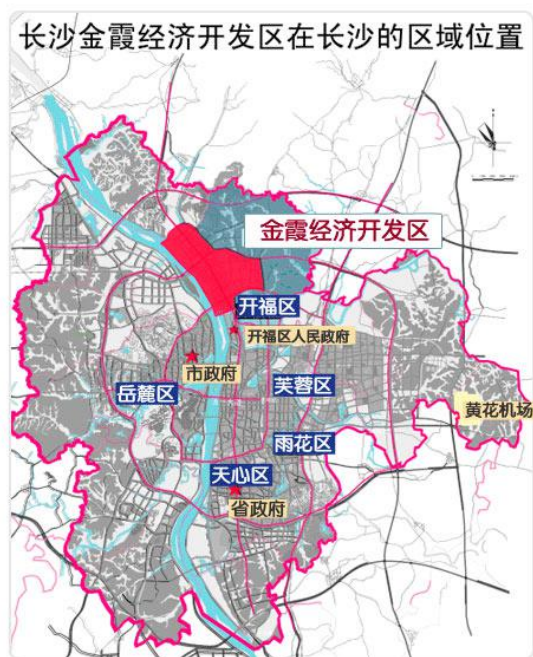 长沙金霞经济开发区在长沙的区域位置
金霞经济开发区
开福区
开福区人民政府
市政府
岳麓区
芙蓉区
黄花机场
雨花区
天心区
省政府